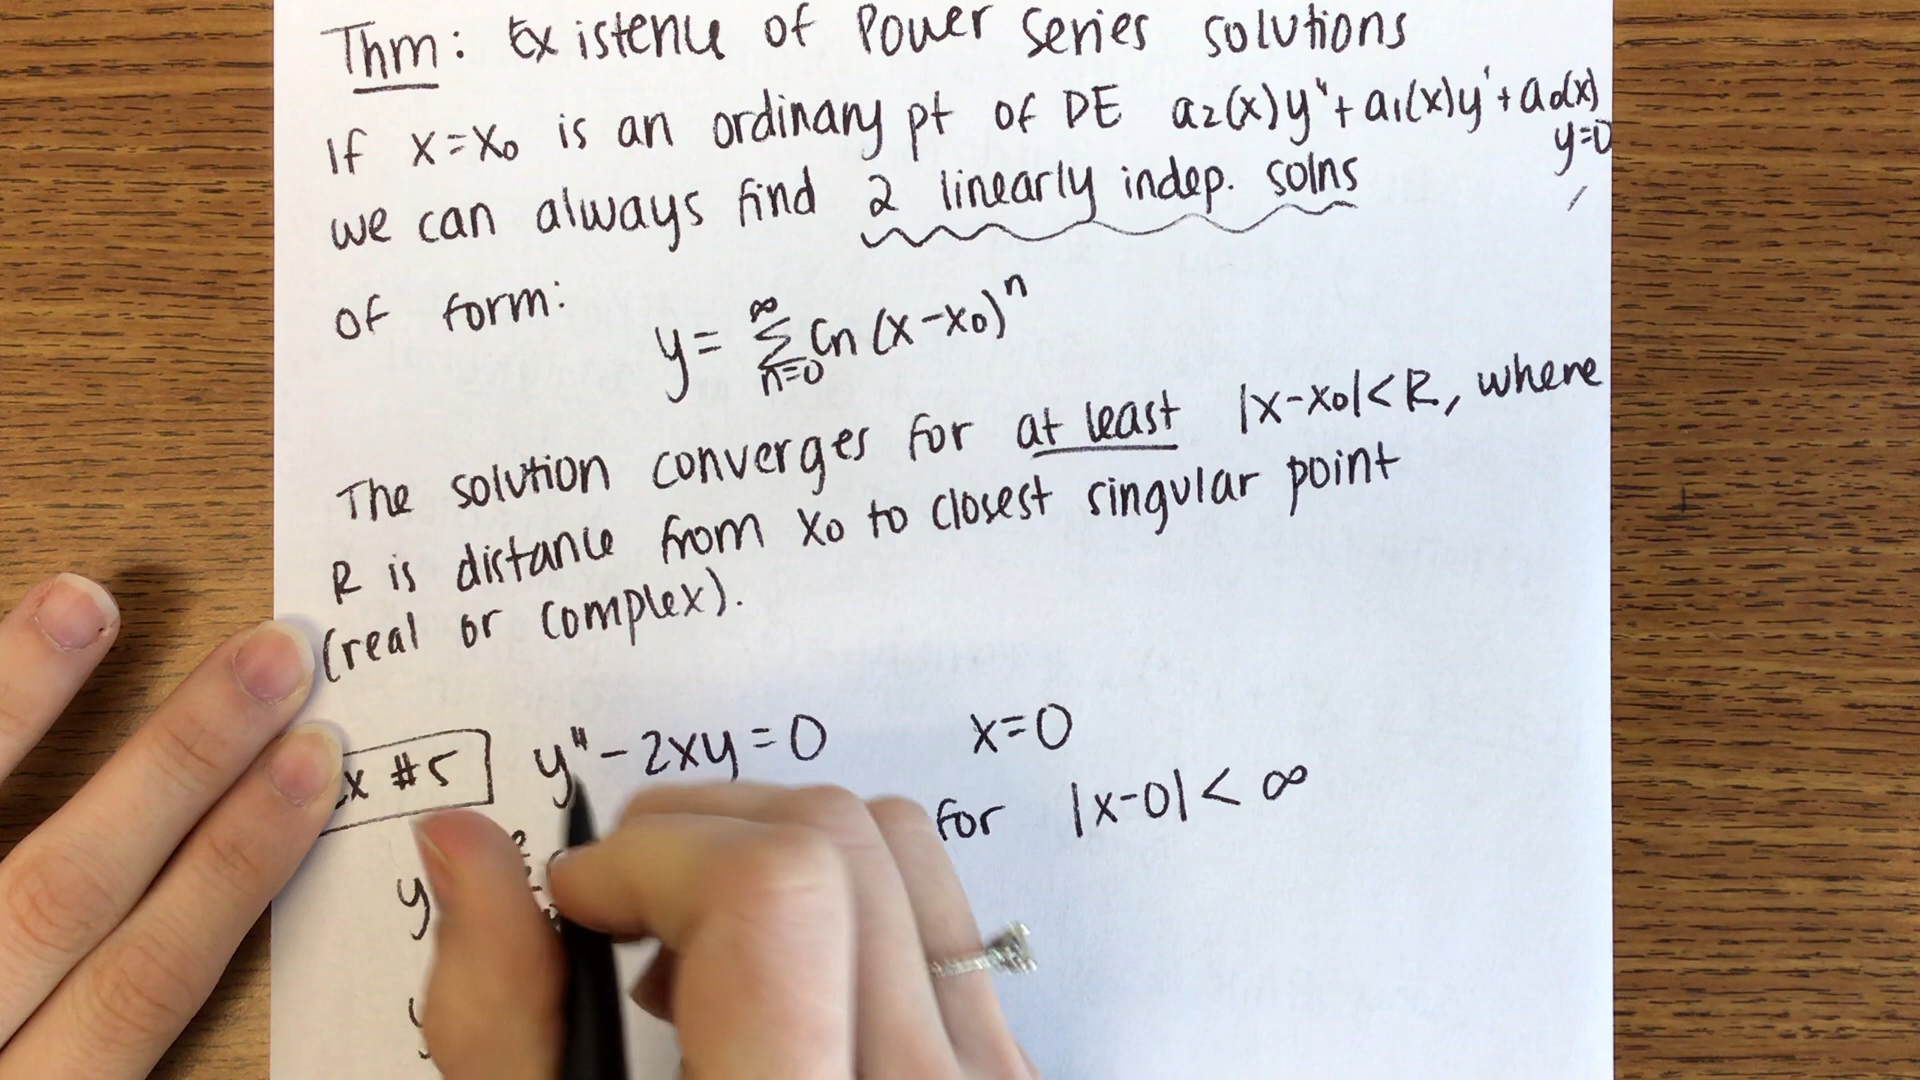 Thm: Existence of Power Series solutions
If x=x₀ is an ordinary pt of DE a₂(x)y"+a₁(x)y'+a₀(x)
y=0
we can always find 2 linearly indep. solns
of form:
y= ∞ Σ n=0 Cn (x-x₀)ⁿ
The solution converges for at least |x-x₀|<R, where
R is distance from x₀ to closest singular point
(real or complex).
#5 y"-2xy=0 x=0
y for |x-0|< ∞